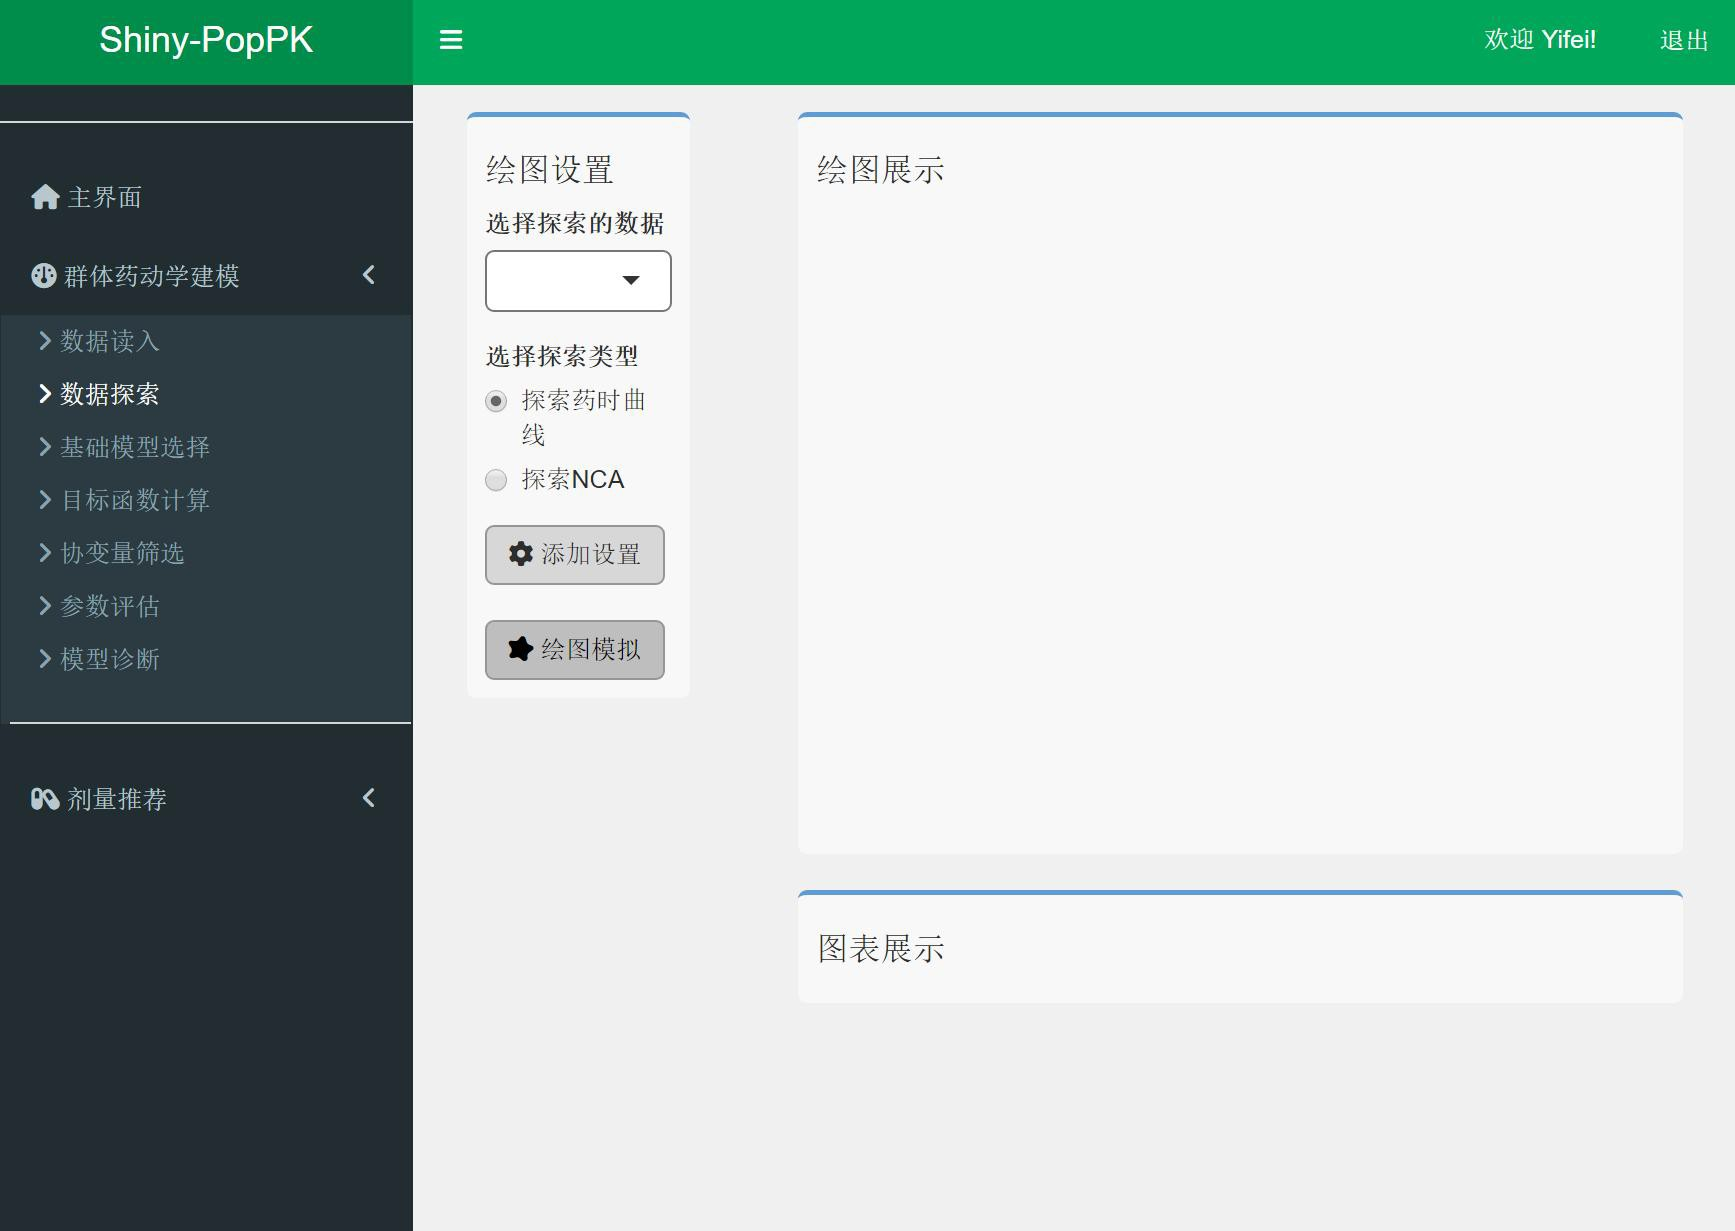 Shiny-PopPK
欢迎 Yifei!
退出
主界面
群体药动学建模
数据读入
数据探索
基础模型选择
目标函数计算
协变量筛选
参数评估
模型诊断
剂量推荐
绘图设置
选择探索的数据
选择探索类型
探索药时曲
线
探索NCA
添加设置
绘图模拟
绘图展示
图表展示